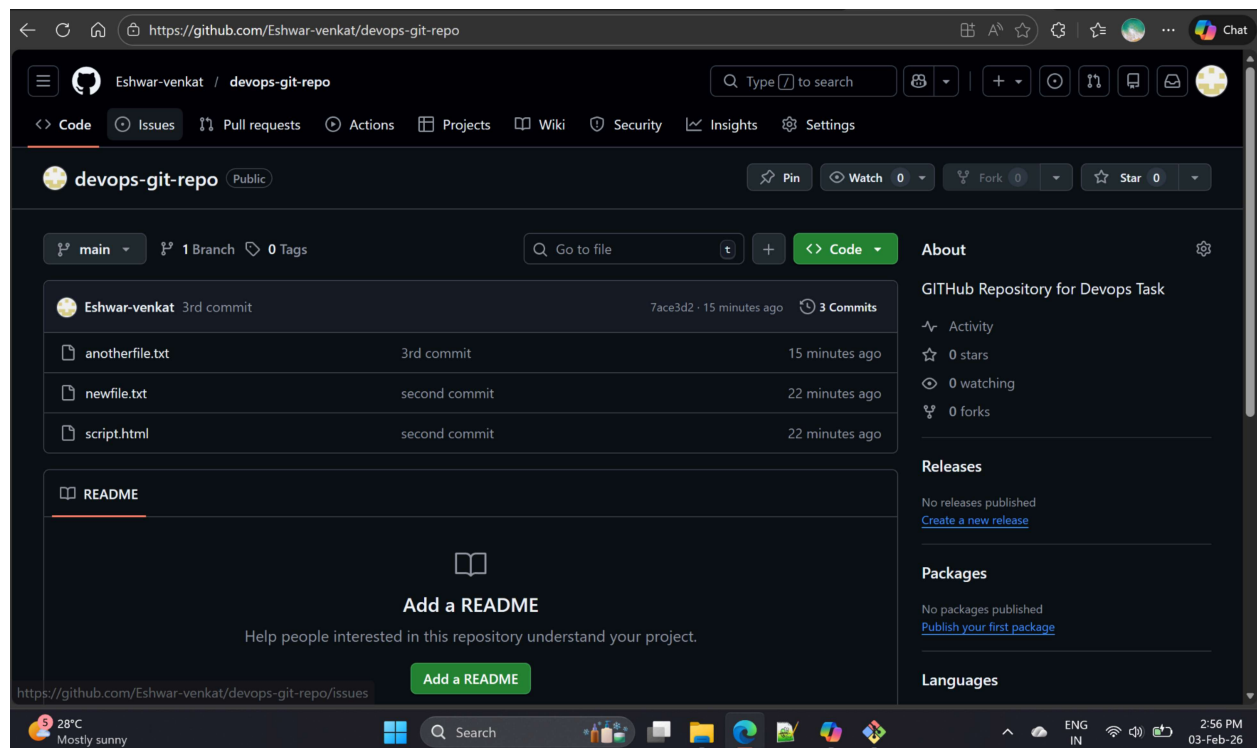 https://github.com/Eshwar-venkat/devops-git-repo
Chat
Eshwar-venkat / devops-git-repo
Type / to search
Code Issues Pull requests Actions Projects Wiki Security Insights Settings
devops-git-repo Public
Pin Watch 0 Fork 0 Star 0
main 1 Branch 0 Tags
Go to file t + Code
Eshwar-venkat 3rd commit 7ace3d2 · 15 minutes ago 3 Commits
anotherfile.txt 3rd commit 15 minutes ago
newfile.txt second commit 22 minutes ago
script.html second commit 22 minutes ago
README
Add a README
Help people interested in this repository understand your project.
Add a README
About
GITHub Repository for Devops Task
Activity
0 stars
0 watching
0 forks
Releases
No releases published
Create a new release
Packages
No packages published
Publish your first package
Languages
https://github.com/Eshwar-venkat/devops-git-repo/issues
5 28°C
Mostly sunny
Search
ENG
IN
2:56 PM
03-Feb-26